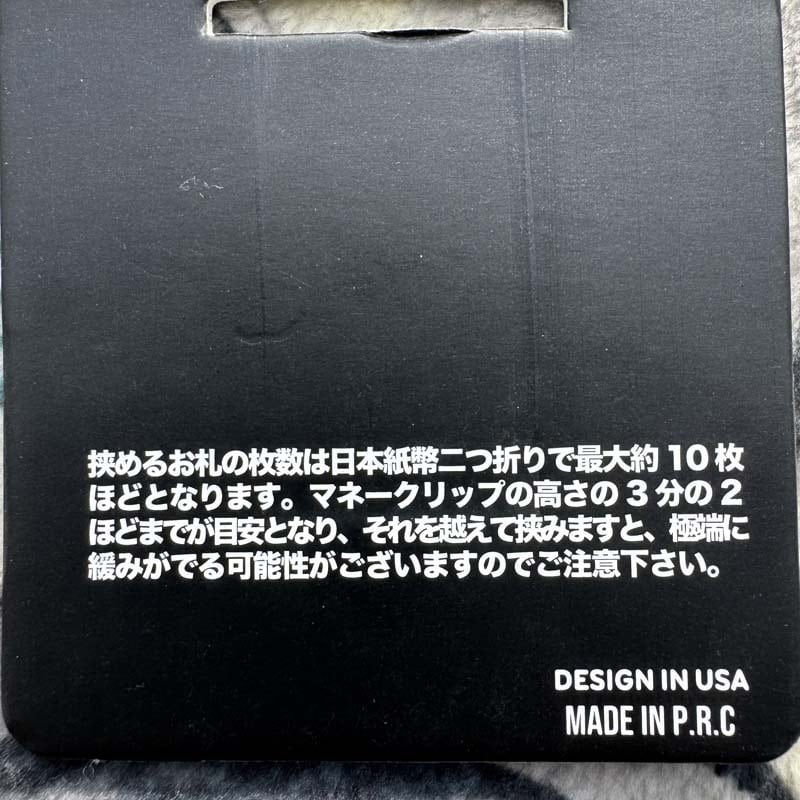 挟めるお札の枚数は日本紙幣二つ折りで最大約 10 枚
ほどとなります。マネークリップの高さの 3 分の 2
ほどまでが目安となり、それを越えて挟みますと、極端に
緩みがでる可能性がございますのでご注意下さい。
DESIGN IN USA
MADE IN P.R.C